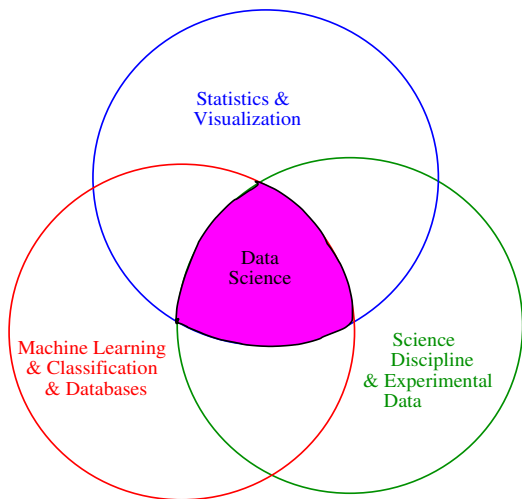 Statistics &
Visualization
Data
Science
Machine Learning
& Classification
& Databases
Science
Discipline
& Experimental
Data